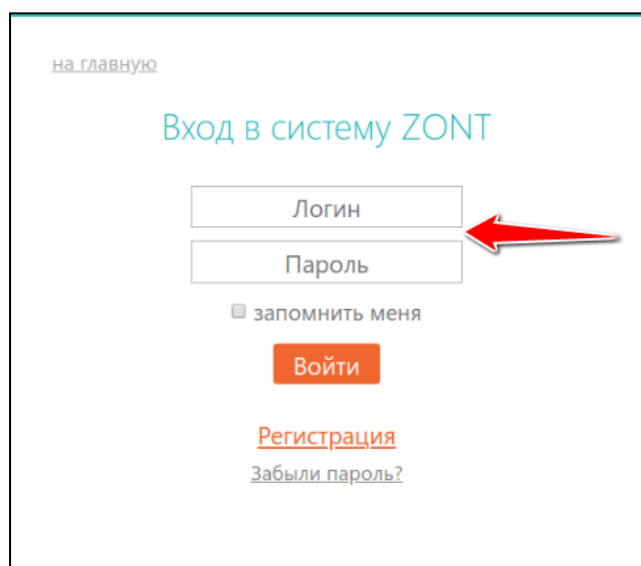 на главную
Вход в систему ZONT
Логин
Пароль
запомнить меня
Войти
Регистрация
Забыли пароль?